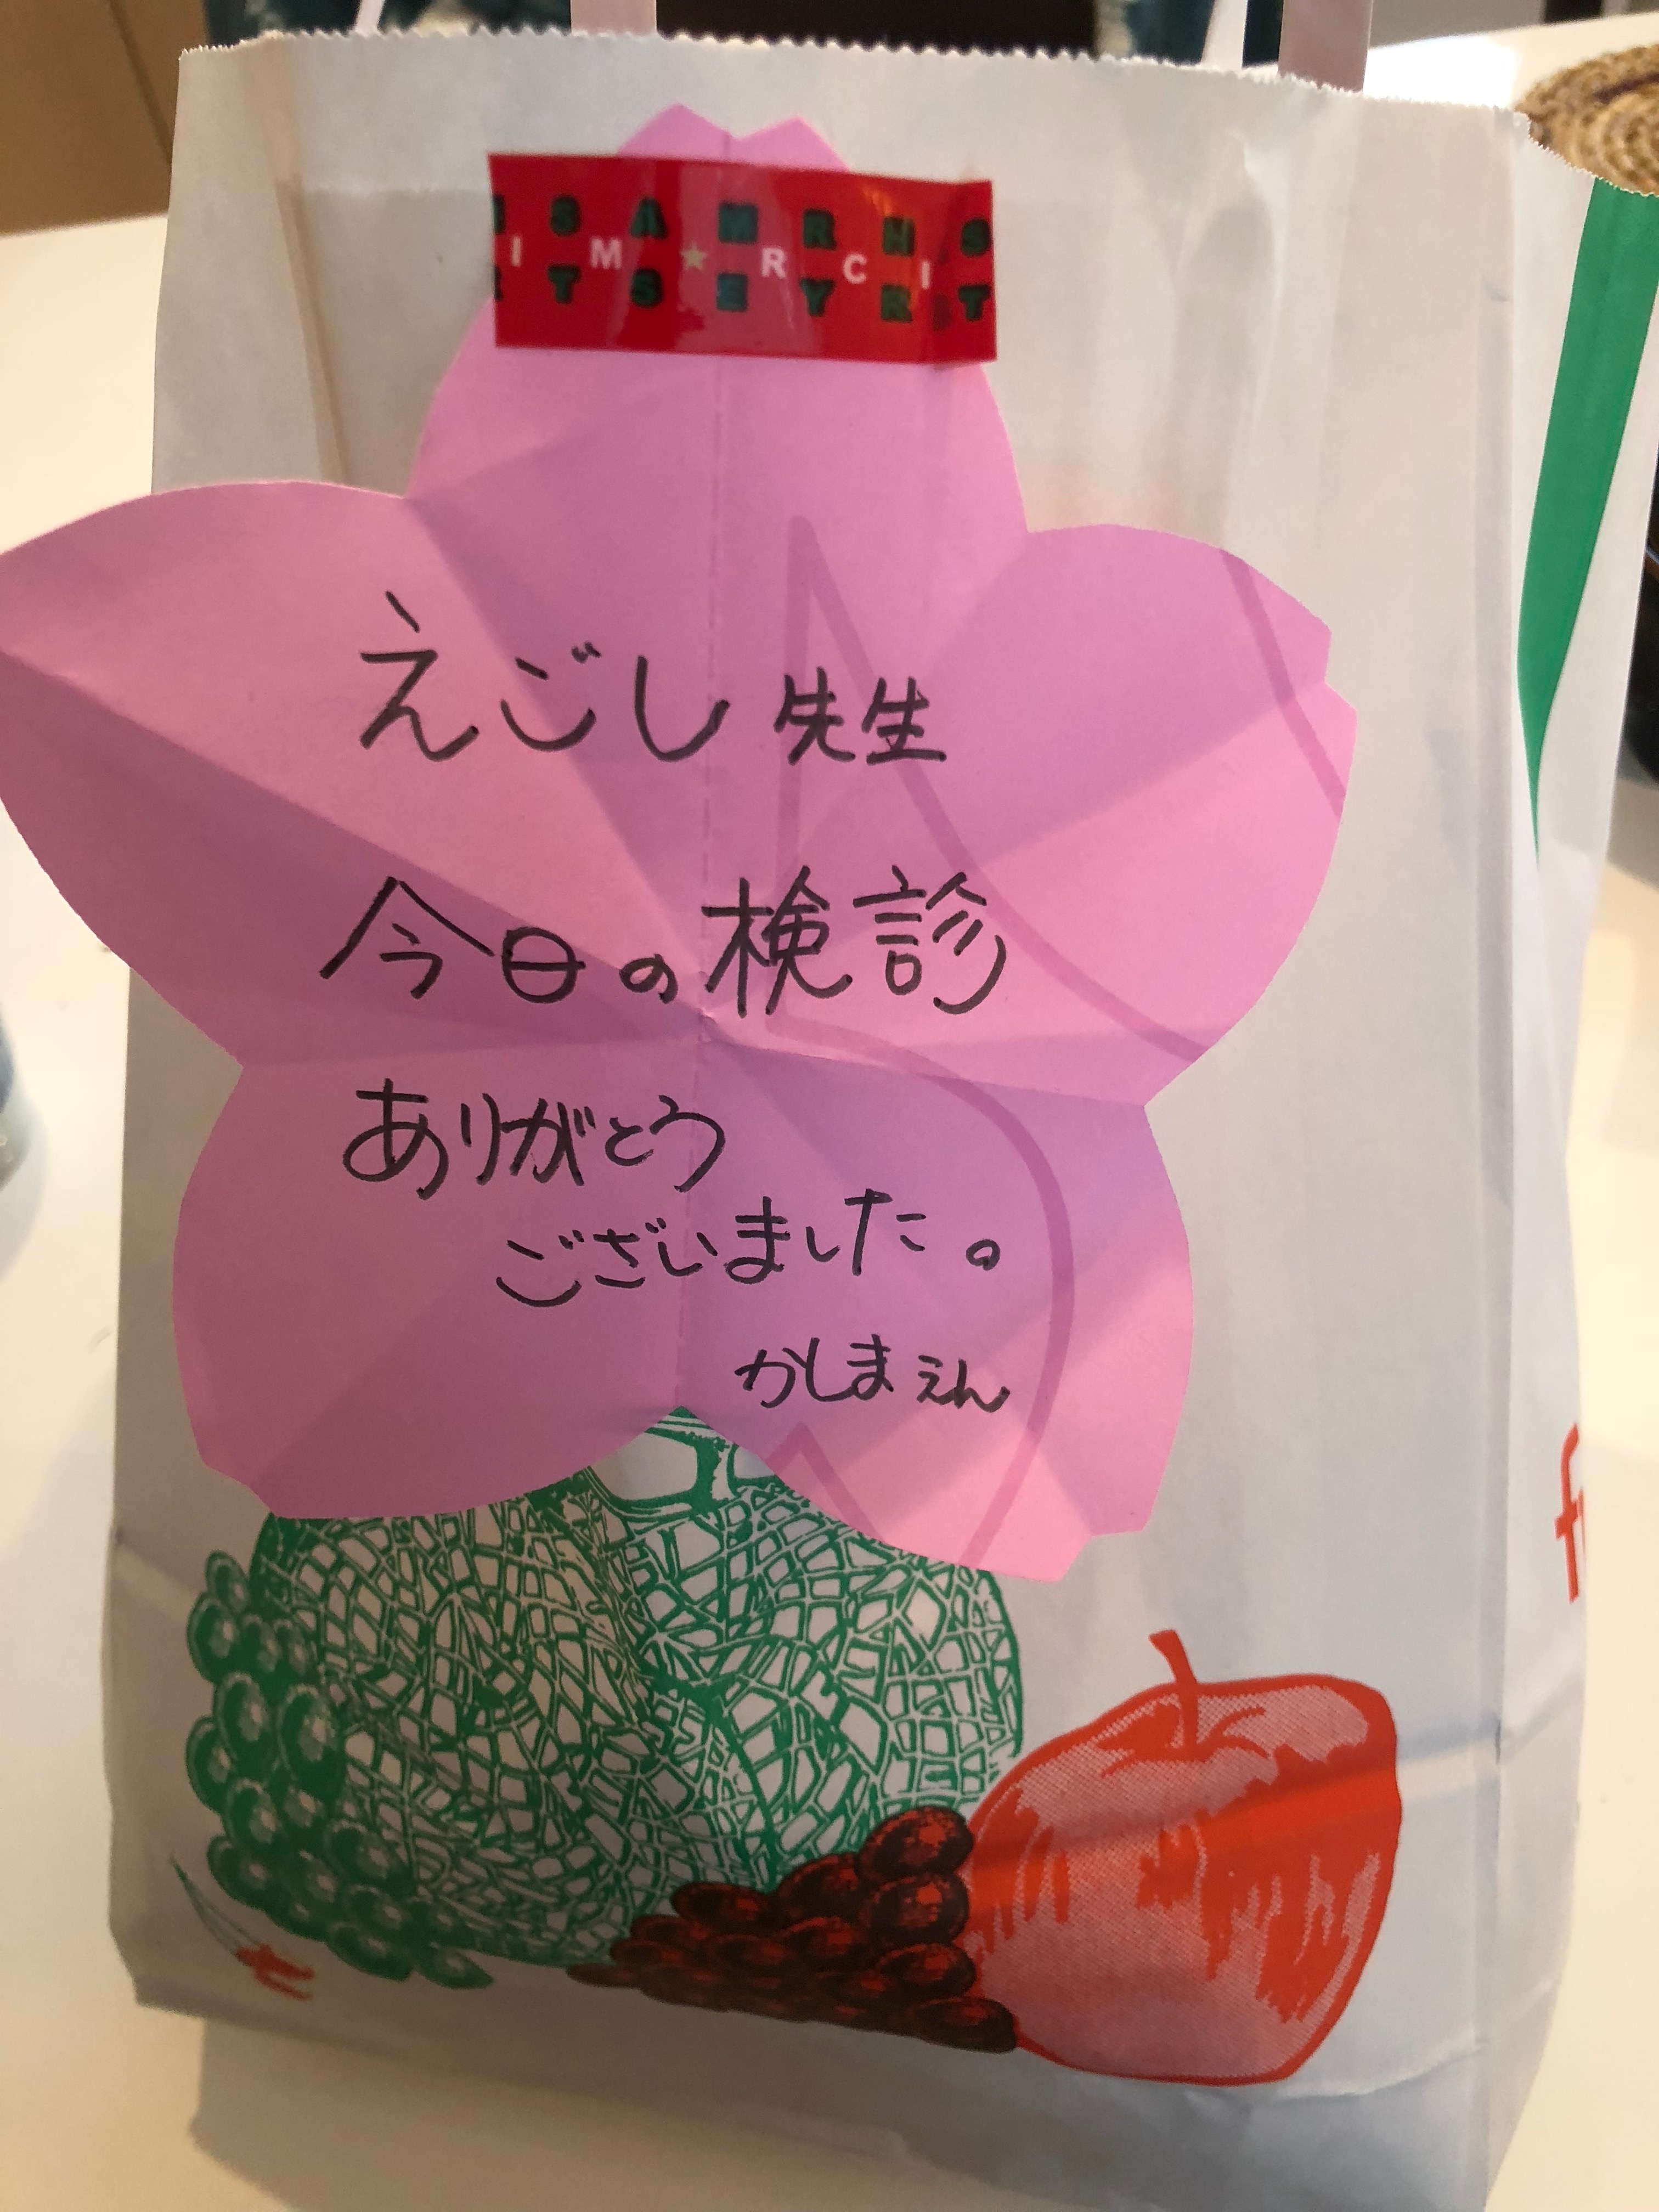 S A M R H S
I M ★ R C I
T S E Y R T
えごし先生
今日の検診
ありがとう
ございました。
かしまえん